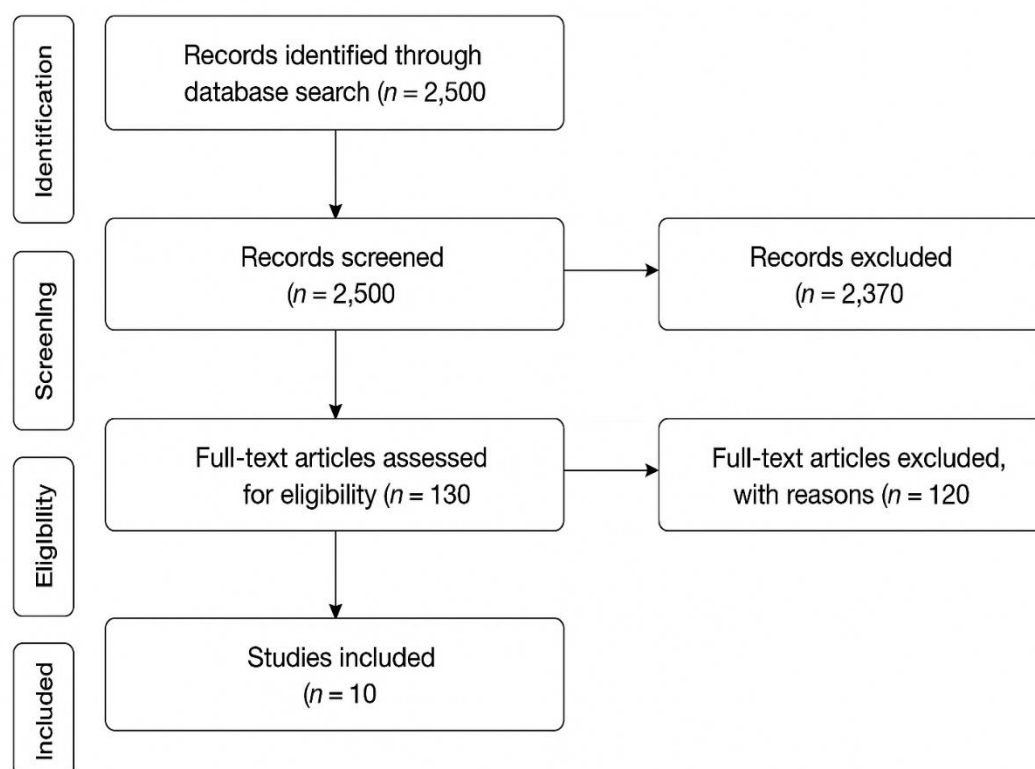 Identification
Records identified through
database search (n = 2,500
Screening
Records screened
(n = 2,500
Records excluded
(n = 2,370
Eligibility
Full-text articles assessed
for eligibility (n = 130
Full-text articles excluded,
with reasons (n = 120
Included
Studies included
(n = 10